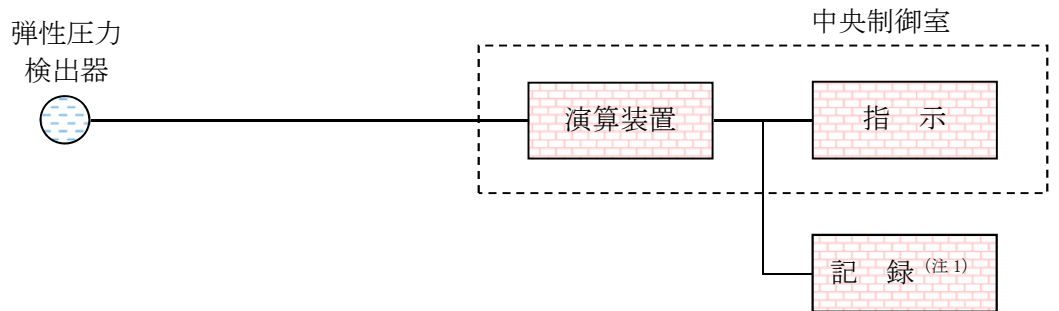 中央制御室
弾性圧力
検出器
演算装置
指　示
記　録（注1）